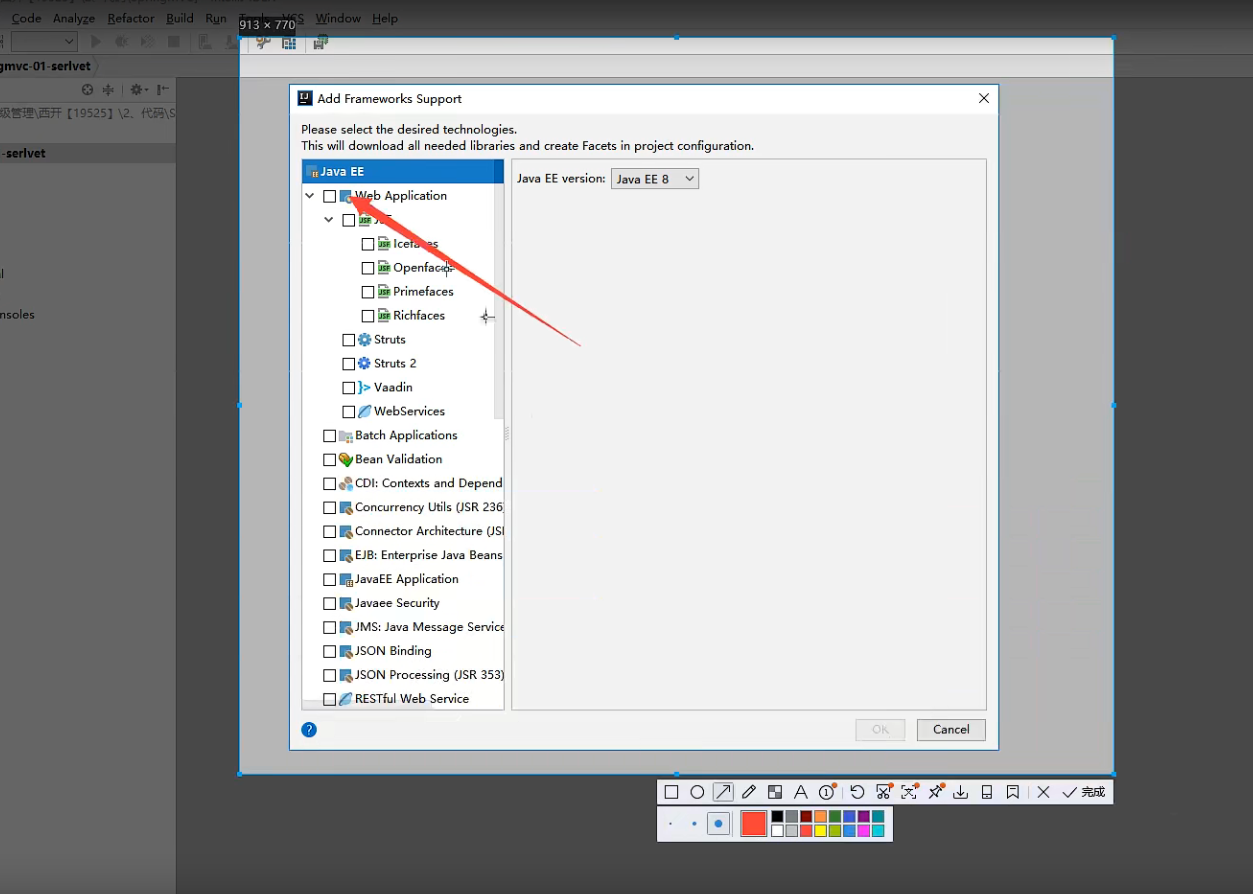 Code Analyze Refactor Build Run Tools VCS Window Help
913 × 770
gmvc-01-serlvet
级管理\西开【19525】\2、代码\S
-serlvet
nsoles
Add Frameworks Support
Please select the desired technologies.
This will download all needed libraries and create Facets in project configuration.
Java EE
Java EE version: Java EE 8
Web Application
JSF
Icefaces
Openfaces
Primefaces
Richfaces
Struts
Struts 2
Vaadin
WebServices
Batch Applications
Bean Validation
CDI: Contexts and Depend
Concurrency Utils (JSR 236
Connector Architecture (JS
EJB: Enterprise Java Beans
JavaEE Application
Javaee Security
JMS: Java Message Service
JSON Binding
JSON Processing (JSR 353)
RESTful Web Service
?
OK
Cancel
完成